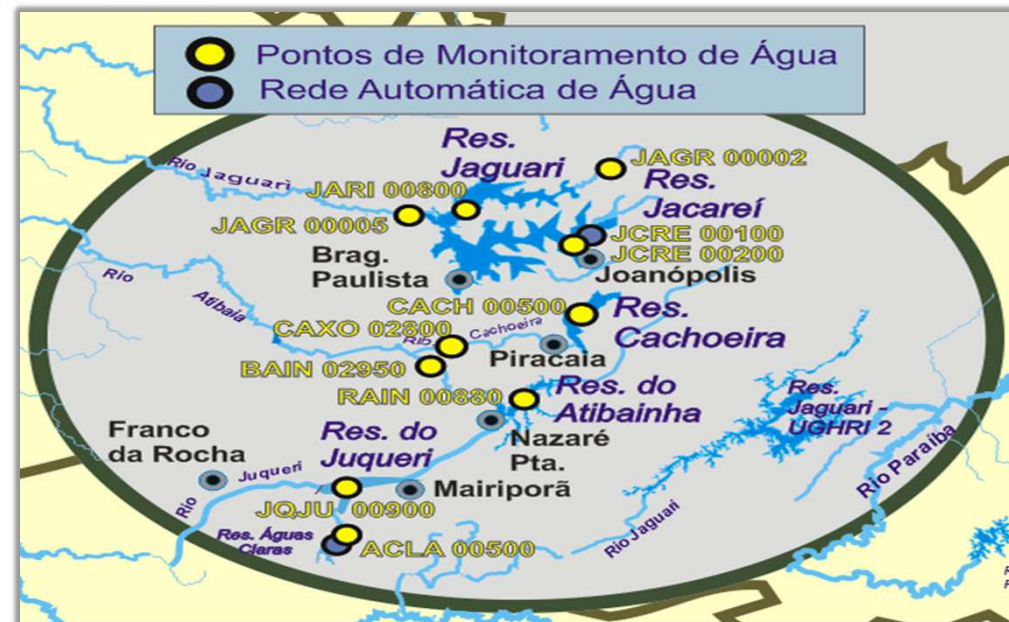 Pontos de Monitoramento de Água
Rede Automática de Água
Res.
Jaguari
JAGR 00002
Rio Jaguari
JARI 00800
Res.
Jacareí
JAGR 00005
JCRE 00100
JCRE 00200
Brag.
Paulista
Joanópolis
Rio
Atibaia
CACH 00500
Res.
Cachoeira
CAXO 02800
Rib
Cachoeira
Piracaia
BAIN 02950
RAIN 00880
Res. do
Atibainha
Res.
Jaguari -
UGHRI 2
Franco
da Rocha
Res. do
Juqueri
Nazaré
Pta.
Rio Paraíba
Rio
Juqueri
Mairiporã
JQJU 00900
Res. Águas
Claras
ACLA 00500
Rio Jaguari